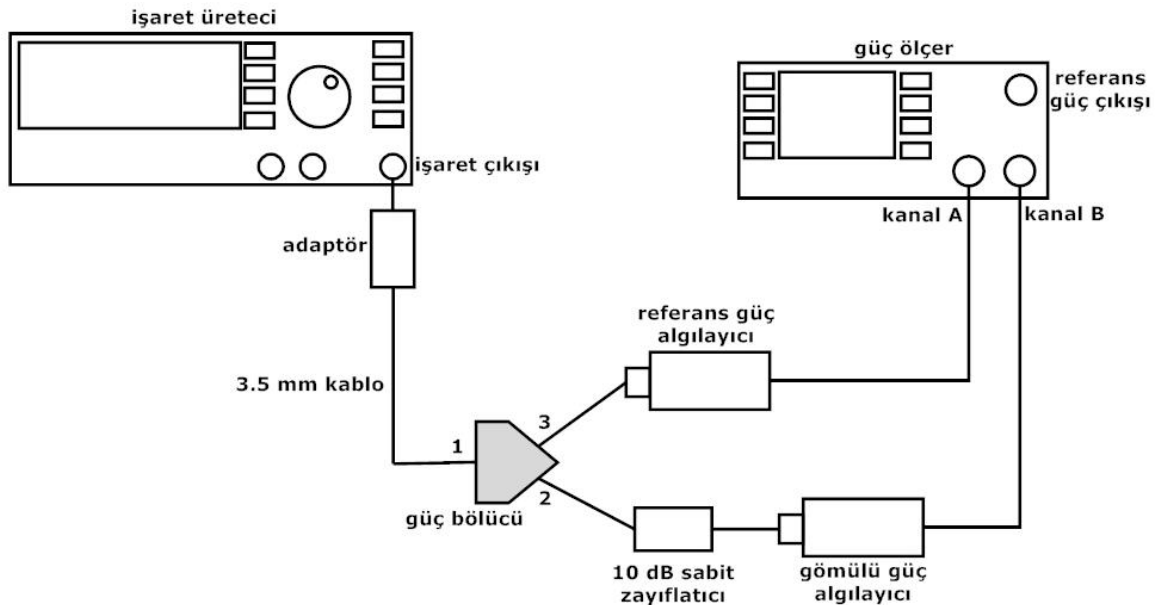 işaret üreteci
güç ölçer
referans
güç çıkışı
işaret çıkışı
kanal A
kanal B
adaptör
referans güç
algılayıcı
3.5 mm kablo
3
1
2
güç bölücü
10 dB sabit
zayıflatıcı
gömülü güç
algılayıcı